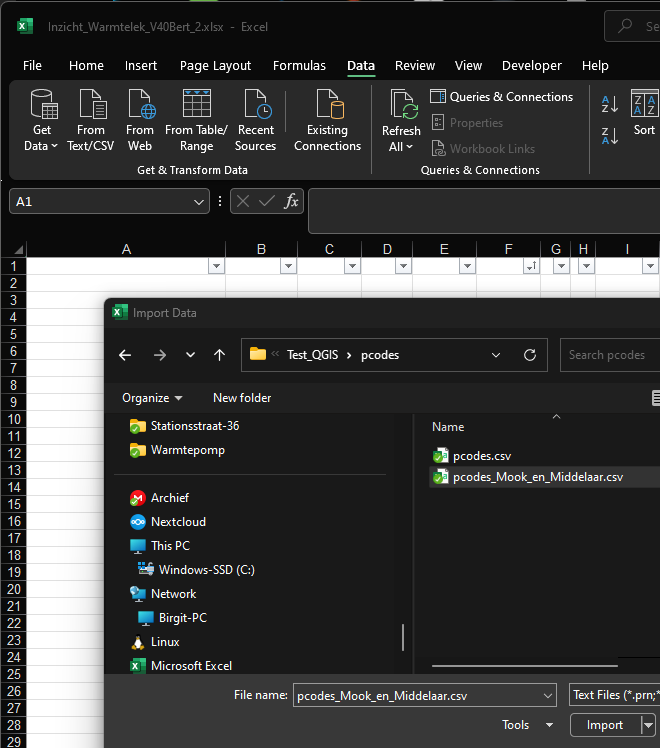 Inzicht_Warmtelek_V40Bert_2.xlsx - Excel
File Home Insert Page Layout Formulas Data Review View Developer Help
Get Data
From Text/CSV
From Web
From Table/Range
Recent Sources
Existing Connections
Refresh All
Queries & Connections
Properties
Workbook Links
Sort
Get & Transform Data
Queries & Connections
A1
fx
A B C D E F G H I
1
2
3
4
5
6
7
8
9
10
11
12
13
14
15
16
17
18
19
20
21
22
23
24
25
26
27
28
29
Import Data
Test_QGIS > pcodes
Search pcodes
Organize New folder
Stationsstraat-36
Warmtepomp
Archief
Nextcloud
This PC
Windows-SSD (C:)
Network
Birgit-PC
Linux
Microsoft Excel
Name
pcodes.csv
pcodes_Mook_en_Middelaar.csv
File name: pcodes_Mook_en_Middelaar.csv
Text Files (*.prn;*
Tools Import